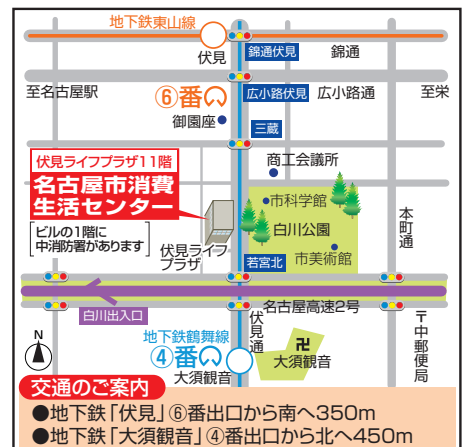 地下鉄東山線
伏見
錦通伏見
錦通
至名古屋駅
⑥番
広小路伏見
広小路通
至栄
御園座
三蔵
伏見ライフプラザ11階
名古屋市消費
生活センター
ビルの1階に
中消防署があります
商工会議所
市科学館
白川公園
市美術館
本町通
伏見ライフ
プラザ
若宮北
白川出入口
名古屋高速2号
伏見通
N
地下鉄鶴舞線
④番
大須観音
卍
大須観音
〒中郵便局
交通のご案内
●地下鉄「伏見」⑥番出口から南へ350m
●地下鉄「大須観音」④番出口から北へ450m